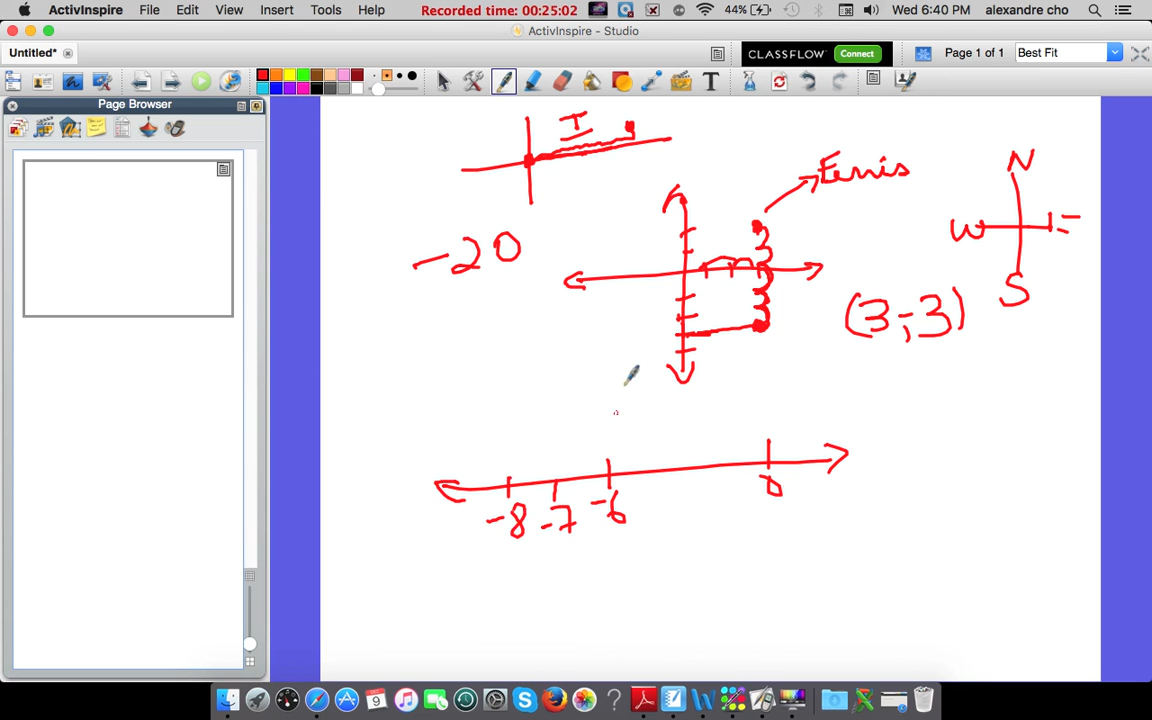 ActivInspire File Edit View Insert Tools Help Recorded time: 00:25:02 44% Wed 6:40 PM alexandre cho
ActivInspire - Studio
Untitled* CLASSFLOW Connect Page 1 of 1 Best Fit
Page Browser
I
Ferris
N
W E
S
-20
(3,-3)
-8 -7 -6 0